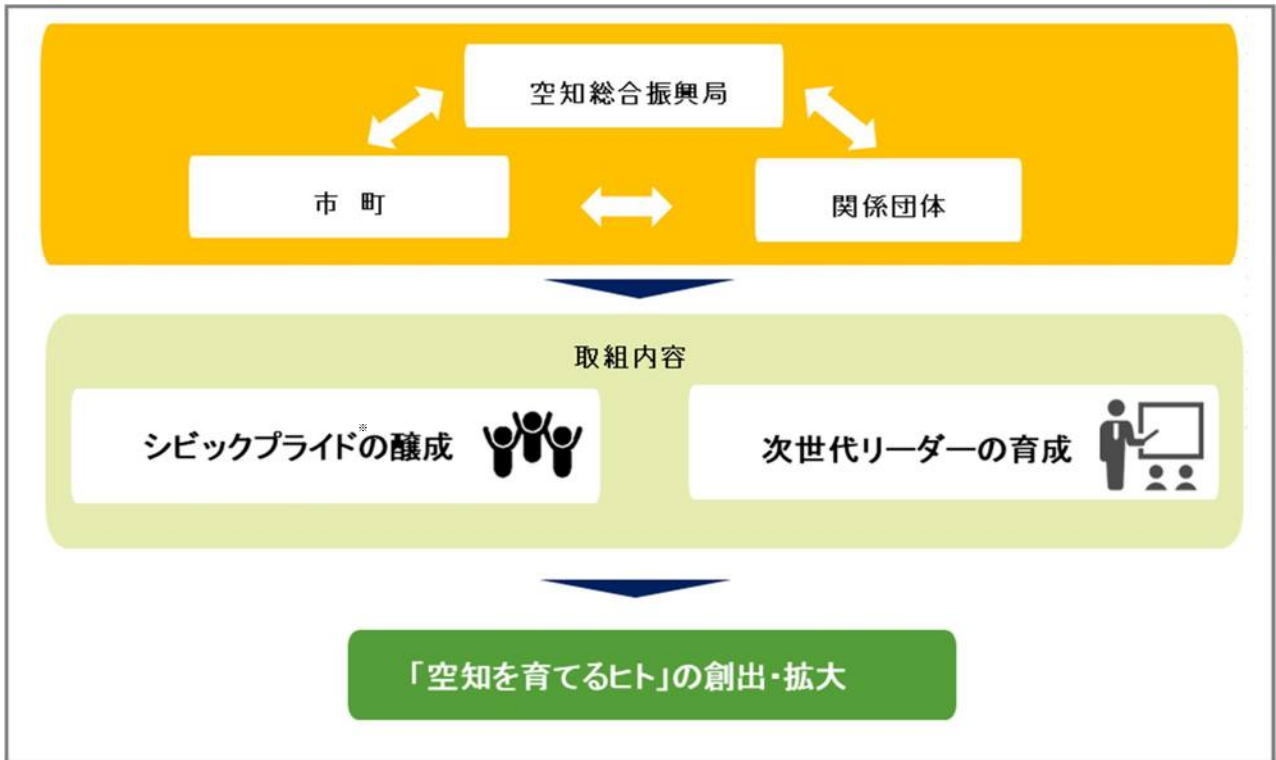 空知総合振興局
市 町
関係団体
取組内容
シビックプライド※の醸成
次世代リーダーの育成
「空知を育てるヒト」の創出・拡大